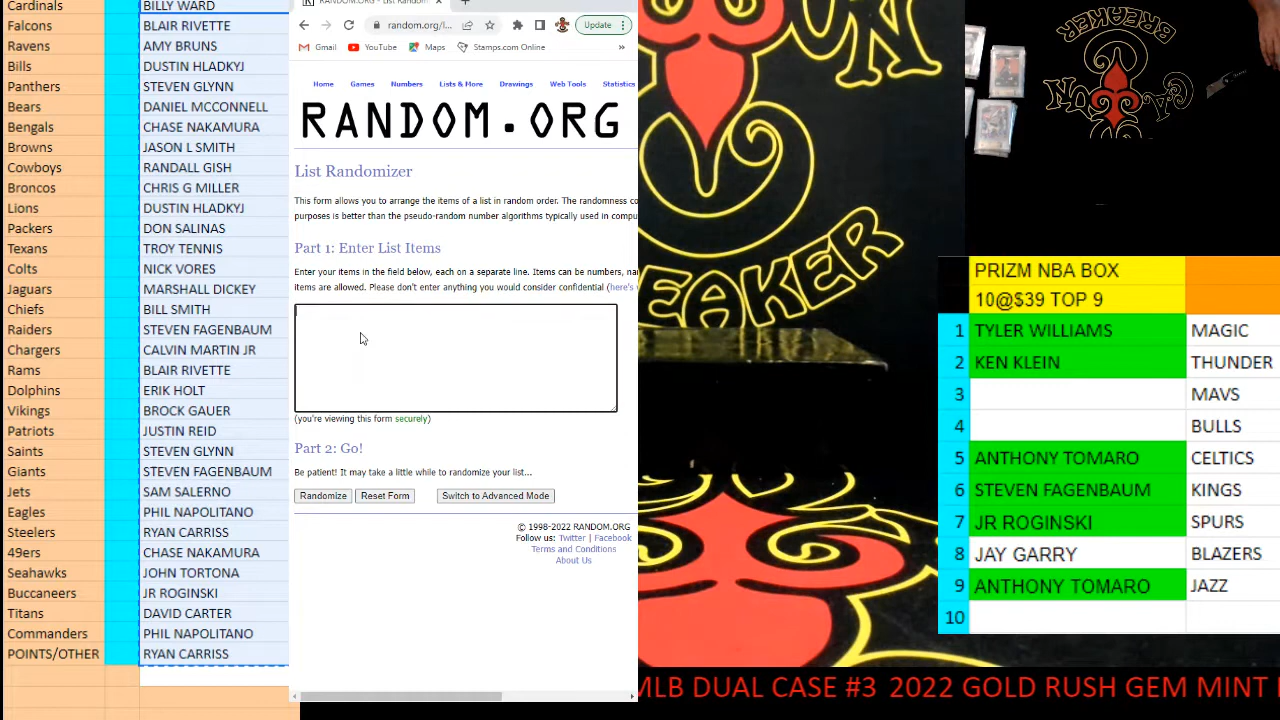 Cardinals BILLY WARD
Falcons BLAIR RIVETTE
Ravens AMY BRUNS
Bills DUSTIN HLADKYJ
Panthers STEVEN GLYNN
Bears DANIEL MCCONNELL
Bengals CHASE NAKAMURA
Browns JASON L SMITH
Cowboys RANDALL GISH
Broncos CHRIS G MILLER
Lions DUSTIN HLADKYJ
Packers DON SALINAS
Texans TROY TENNIS
Colts NICK VORES
Jaguars MARSHALL DICKEY
Chiefs BILL SMITH
Raiders STEVEN FAGENBAUM
Chargers CALVIN MARTIN JR
Rams BLAIR RIVETTE
Dolphins ERIK HOLT
Vikings BROCK GAUER
Patriots JUSTIN REID
Saints STEVEN GLYNN
Giants STEVEN FAGENBAUM
Jets SAM SALERNO
Eagles PHIL NAPOLITANO
Steelers RYAN CARRISS
49ers CHASE NAKAMURA
Seahawks JOHN TORTONA
Buccaneers JR ROGINSKI
Titans DAVID CARTER
Commanders PHIL NAPOLITANO
POINTS/OTHER RYAN CARRISS
RANDOM.ORG - List Random
random.org/l... Update
Gmail YouTube Maps Stamps.com Online »
Home Games Numbers Lists & More Drawings Web Tools Statistics
RANDOM.ORG
List Randomizer
This form allows you to arrange the items of a list in random order. The randomness co
purposes is better than the pseudo-random number algorithms typically used in compu
Part 1: Enter List Items
Enter your items in the field below, each on a separate line. Items can be numbers, na
items are allowed. Please don't enter anything you would consider confidential (here's
(you're viewing this form securely)
Part 2: Go!
Be patient! It may take a little while to randomize your list...
Randomize Reset Form Switch to Advanced Mode
© 1998-2022 RANDOM.ORG
Follow us: Twitter | Facebook
Terms and Conditions
About Us
EAKER
BREAKER
PRIZM NBA BOX
10@$39 TOP 9
1 TYLER WILLIAMS MAGIC
2 KEN KLEIN THUNDER
3 MAVS
4 BULLS
5 ANTHONY TOMARO CELTICS
6 STEVEN FAGENBAUM KINGS
7 JR ROGINSKI SPURS
8 JAY GARRY BLAZERS
9 ANTHONY TOMARO JAZZ
10
MLB DUAL CASE #3 2022 GOLD RUSH GEM MINT